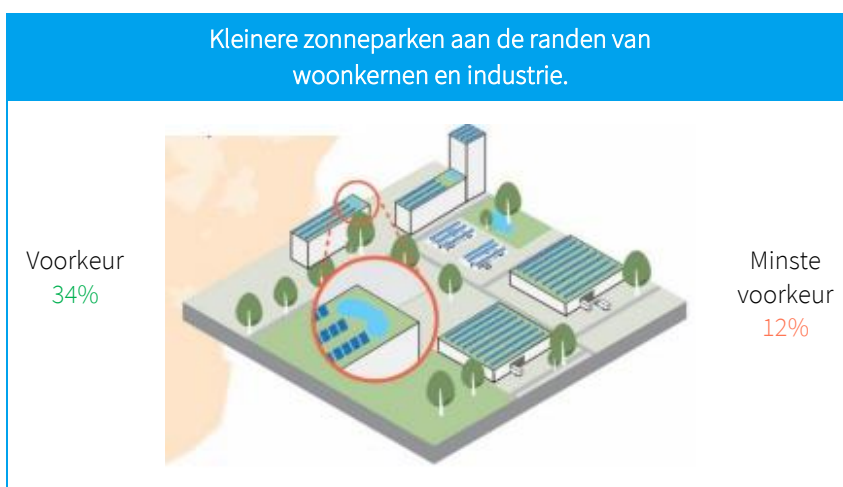 Kleinere zonneparken aan de randen van
woonkernen en industrie.
Voorkeur
34%
Minste
voorkeur
12%